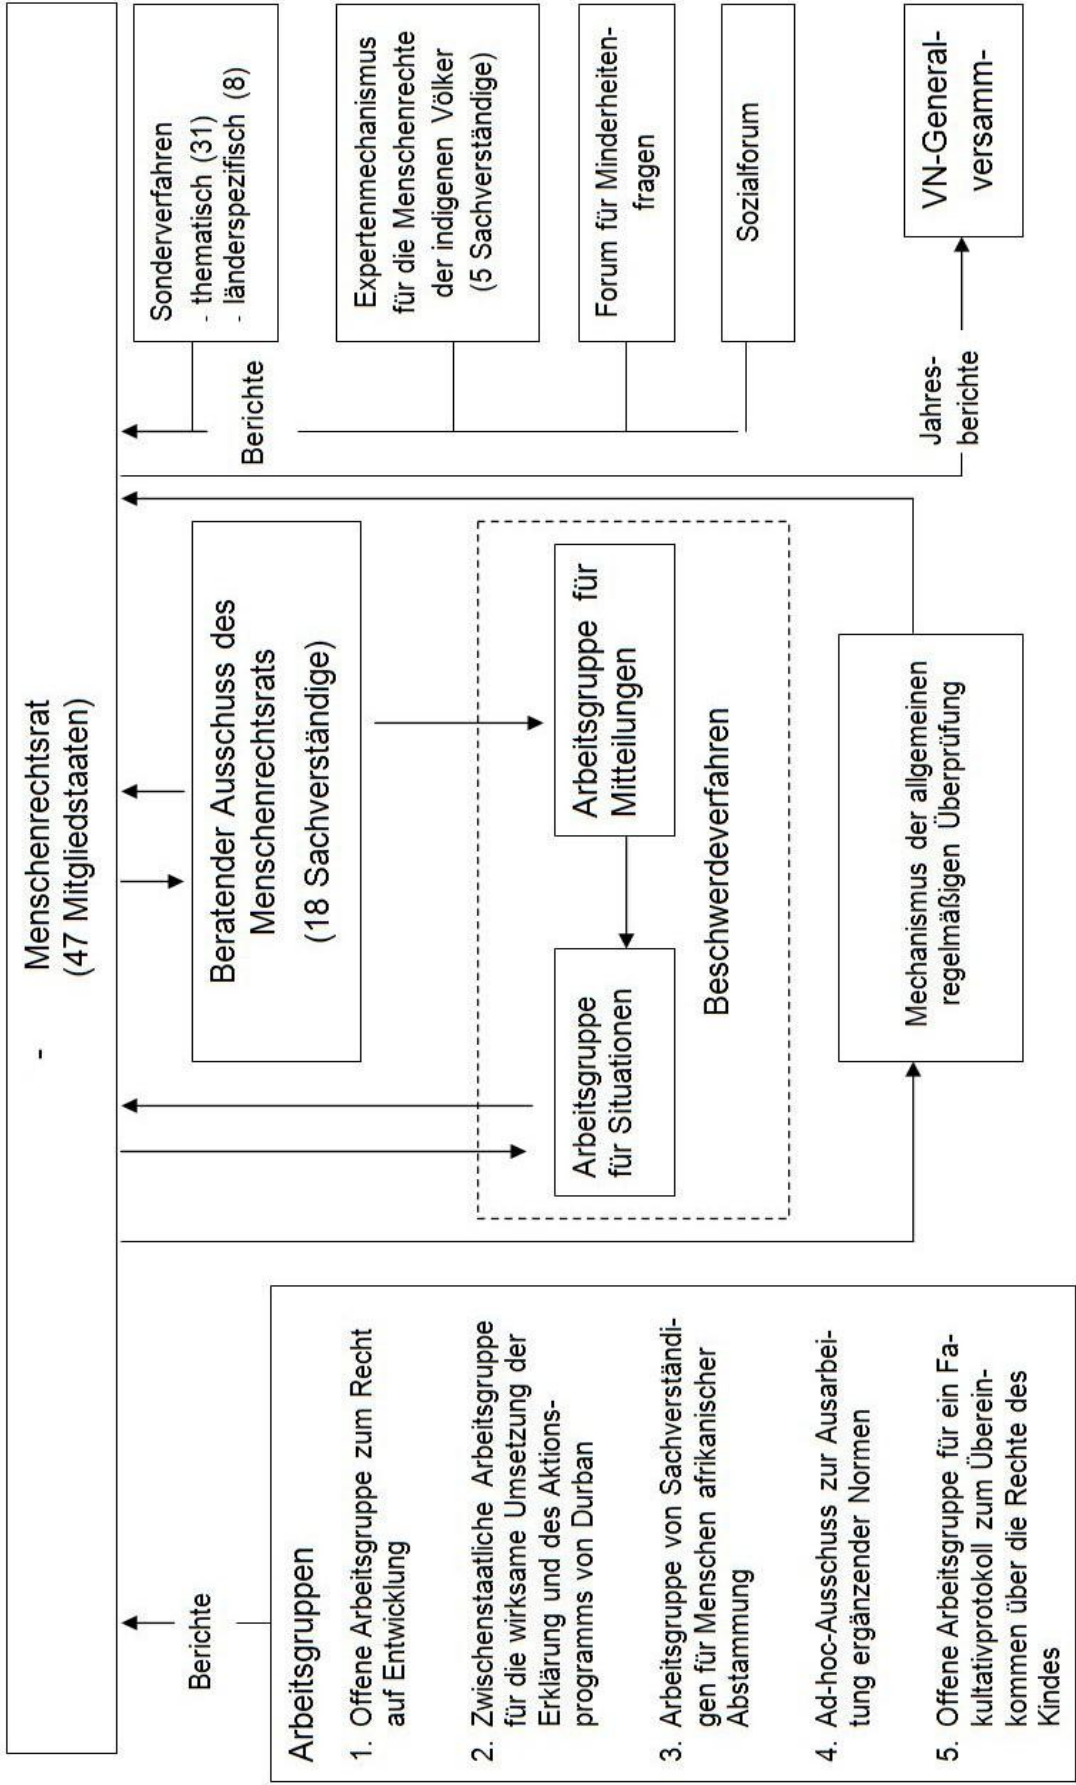 - Menschenrechtsrat
(47 Mitgliedstaaten)
Berichte
Arbeitsgruppen
1. Offene Arbeitsgruppe zum Recht
auf Entwicklung
2. Zwischenstaatliche Arbeitsgruppe
für die wirksame Umsetzung der
Erklärung und des Aktions-
programms von Durban
3. Arbeitsgruppe von Sachverständi-
gen für Menschen afrikanischer
Abstammung
4. Ad-hoc-Ausschuss zur Ausarbei-
tung ergänzender Normen
5. Offene Arbeitsgruppe für ein Fa-
kultativprotokoll zum Überein-
kommen über die Rechte des
Kindes
Beratender Ausschuss des
Menschenrechtsrats
(18 Sachverständige)
Arbeitsgruppe
für Situationen
Arbeitsgruppe für
Mitteilungen
Beschwerdeverfahren
Mechanismus der allgemeinen
regelmäßigen Überprüfung
Berichte
Sonderverfahren
- thematisch (31)
- länderspezifisch (8)
Expertenmechanismus
für die Menschenrechte
der indigenen Völker
(5 Sachverständige)
Forum für Minderheiten-
fragen
Sozialforum
Jahres-
berichte
VN-General-
versamm-